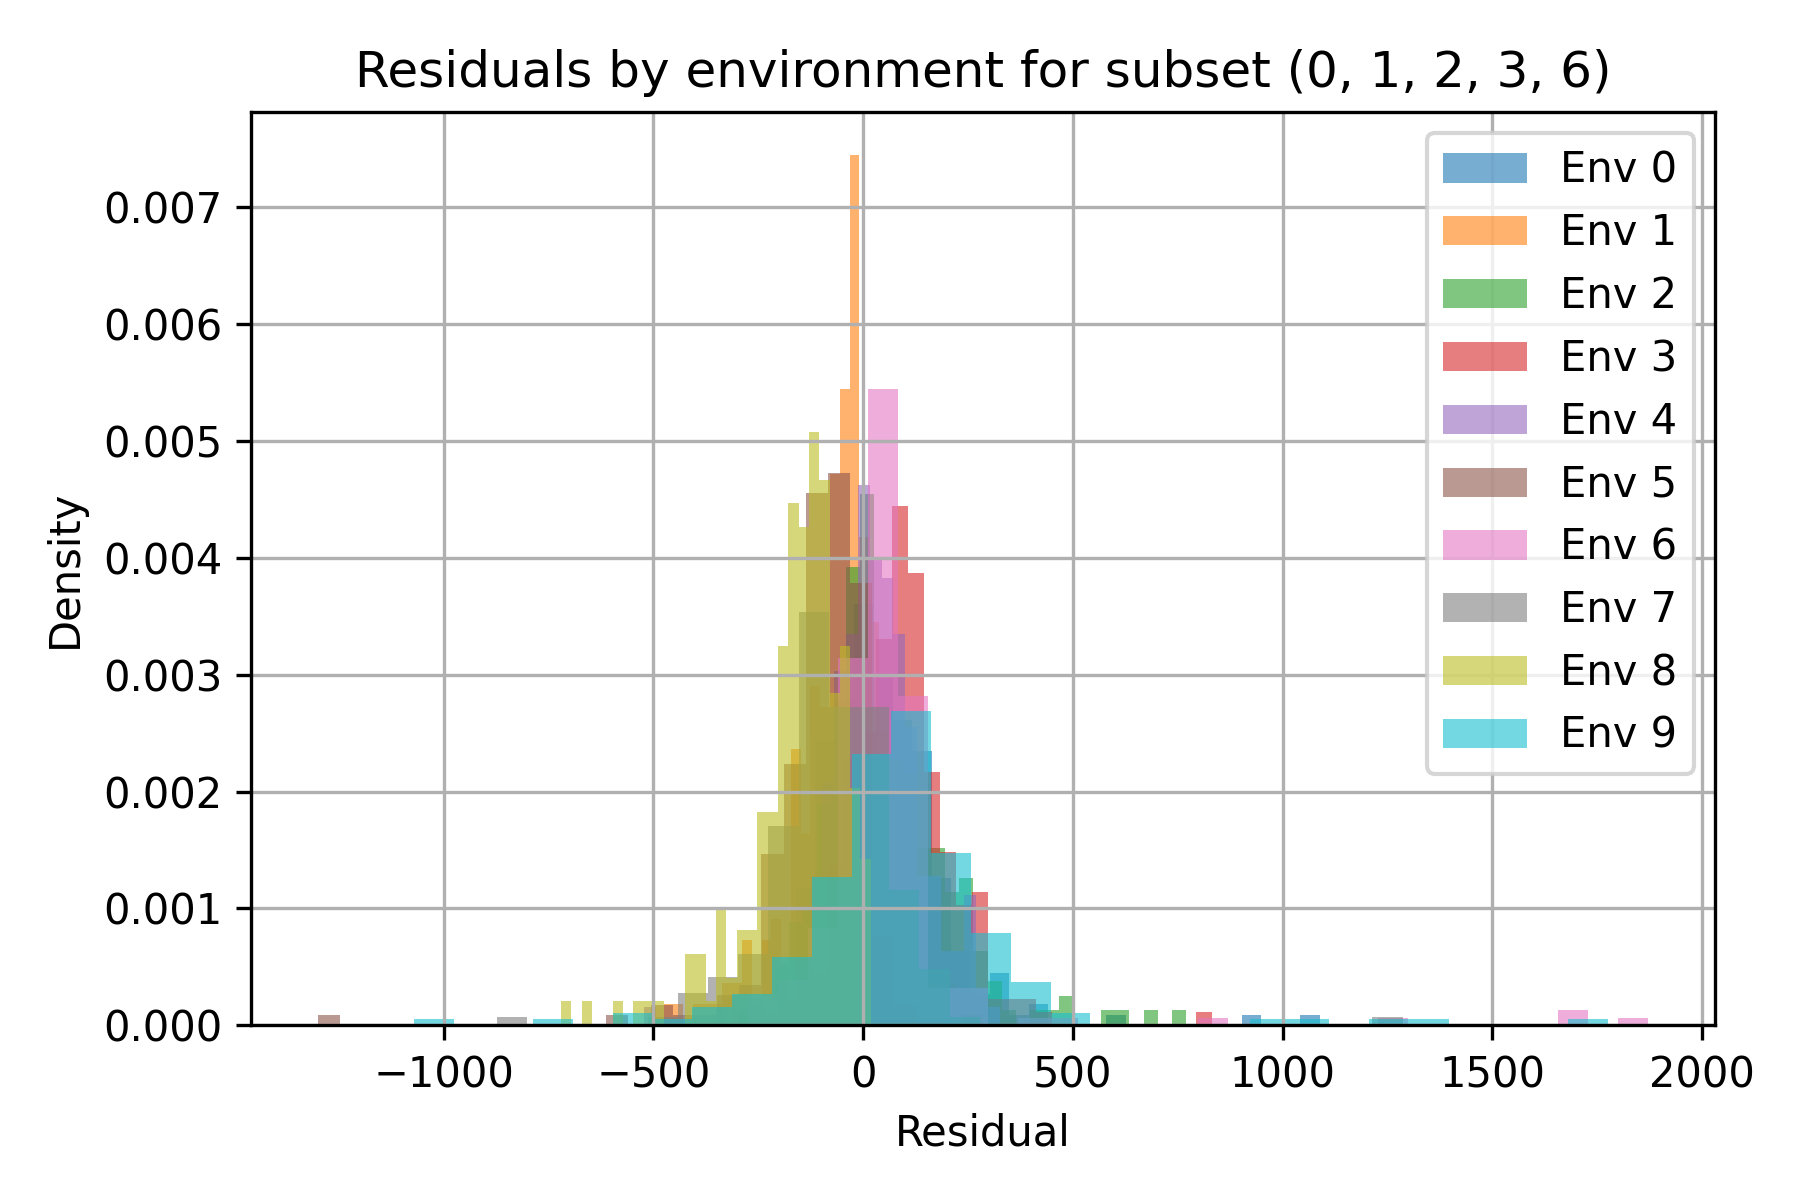 Residuals by environment for subset (0, 1, 2, 3, 6)
Env 0
Env 1
Env 2
Env 3
Env 4
Env 5
Env 6
Env 7
Env 8
Env 9
Density
0.007
0.006
0.005
0.004
0.003
0.002
0.001
0.000
−1000 −500 0 500 1000 1500 2000
Residual